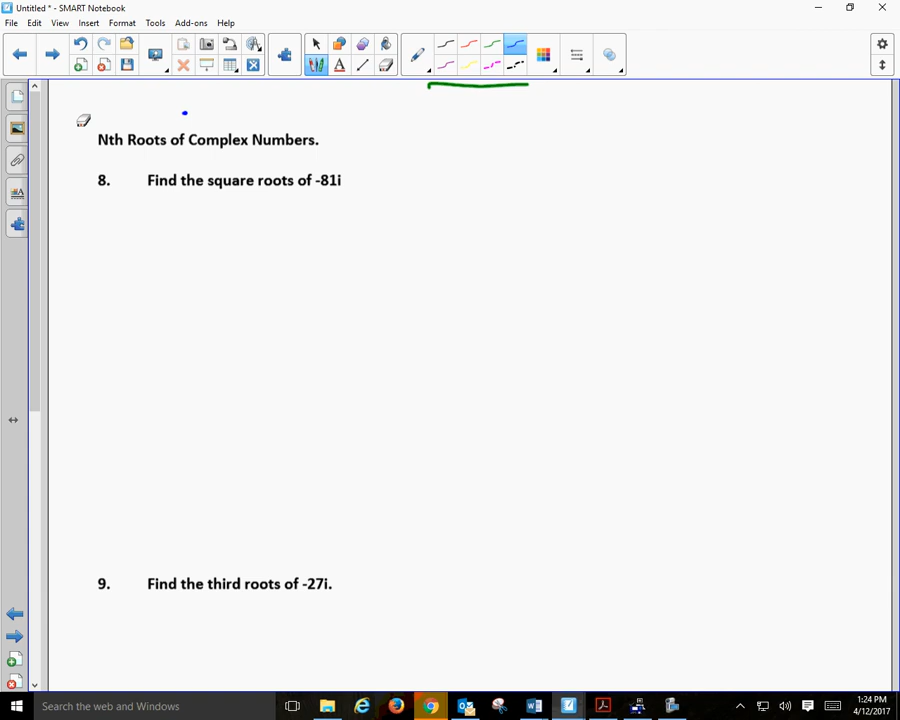 Untitled * - SMART Notebook
File Edit View Insert Format Tools Add-ons Help
Nth Roots of Complex Numbers.
8. Find the square roots of -81i
9. Find the third roots of -27i.
Search the web and Windows
1:24 PM
4/12/2017